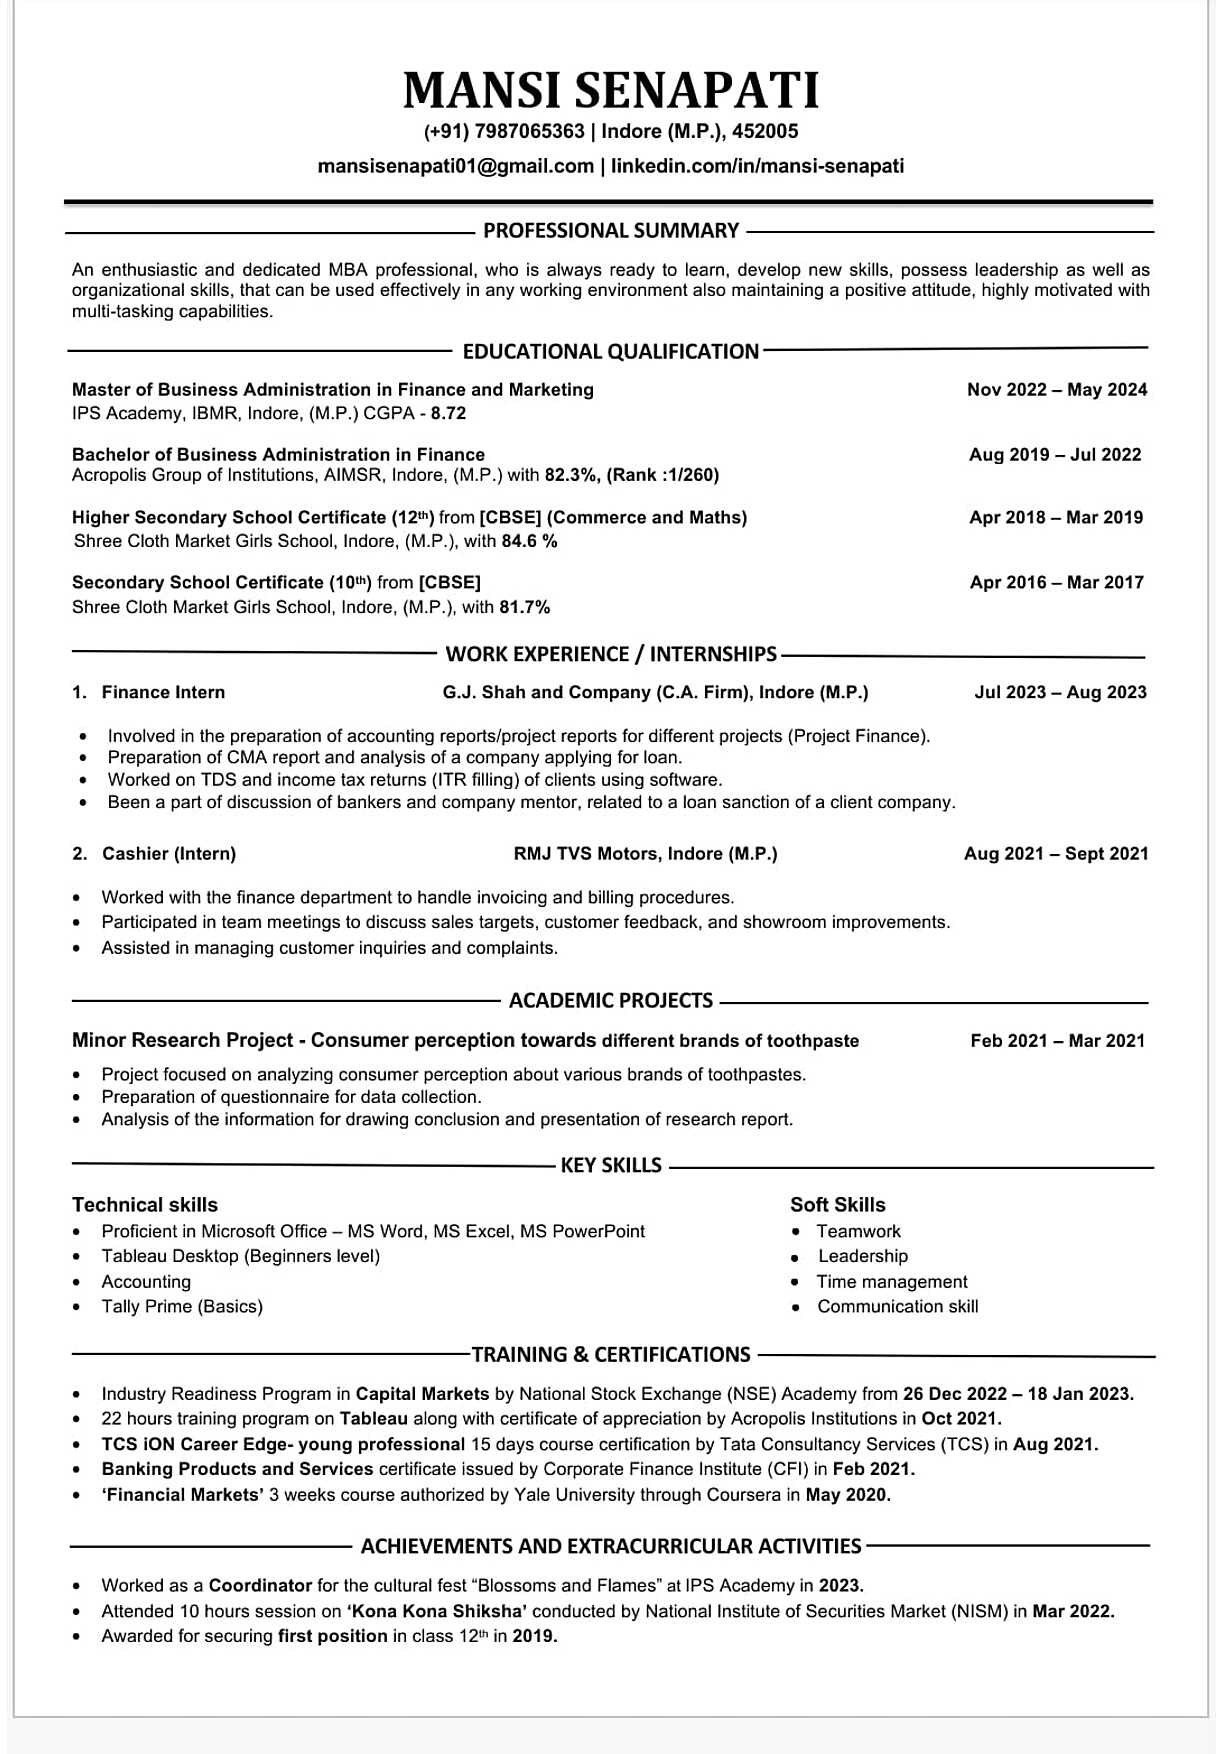 MANSI SENAPATI
(+91) 7987065363 | Indore (M.P.), 452005
mansisenapati01@gmail.com | linkedin.com/in/mansi-senapati
PROFESSIONAL SUMMARY
An enthusiastic and dedicated MBA professional, who is always ready to learn, develop new skills, possess leadership as well as
organizational skills, that can be used effectively in any working environment also maintaining a positive attitude, highly motivated with
multi-tasking capabilities.
EDUCATIONAL QUALIFICATION
Master of Business Administration in Finance and Marketing Nov 2022 – May 2024
IPS Academy, IBMR, Indore, (M.P.) CGPA - 8.72
Bachelor of Business Administration in Finance Aug 2019 – Jul 2022
Acropolis Group of Institutions, AIMSR, Indore, (M.P.) with 82.3%, (Rank :1/260)
Higher Secondary School Certificate (12th) from [CBSE] (Commerce and Maths) Apr 2018 – Mar 2019
Shree Cloth Market Girls School, Indore, (M.P.), with 84.6 %
Secondary School Certificate (10th) from [CBSE] Apr 2016 – Mar 2017
Shree Cloth Market Girls School, Indore, (M.P.), with 81.7%
WORK EXPERIENCE / INTERNSHIPS
1. Finance Intern G.J. Shah and Company (C.A. Firm), Indore (M.P.) Jul 2023 – Aug 2023
• Involved in the preparation of accounting reports/project reports for different projects (Project Finance).
• Preparation of CMA report and analysis of a company applying for loan.
• Worked on TDS and income tax returns (ITR filling) of clients using software.
• Been a part of discussion of bankers and company mentor, related to a loan sanction of a client company.
2. Cashier (Intern) RMJ TVS Motors, Indore (M.P.) Aug 2021 – Sept 2021
• Worked with the finance department to handle invoicing and billing procedures.
• Participated in team meetings to discuss sales targets, customer feedback, and showroom improvements.
• Assisted in managing customer inquiries and complaints.
ACADEMIC PROJECTS
Minor Research Project - Consumer perception towards different brands of toothpaste Feb 2021 – Mar 2021
• Project focused on analyzing consumer perception about various brands of toothpastes.
• Preparation of questionnaire for data collection.
• Analysis of the information for drawing conclusion and presentation of research report.
KEY SKILLS
Technical skills
• Proficient in Microsoft Office – MS Word, MS Excel, MS PowerPoint
• Tableau Desktop (Beginners level)
• Accounting
• Tally Prime (Basics)
Soft Skills
• Teamwork
• Leadership
• Time management
• Communication skill
TRAINING & CERTIFICATIONS
• Industry Readiness Program in Capital Markets by National Stock Exchange (NSE) Academy from 26 Dec 2022 – 18 Jan 2023.
• 22 hours training program on Tableau along with certificate of appreciation by Acropolis Institutions in Oct 2021.
• TCS iON Career Edge- young professional 15 days course certification by Tata Consultancy Services (TCS) in Aug 2021.
• Banking Products and Services certificate issued by Corporate Finance Institute (CFI) in Feb 2021.
• ‘Financial Markets’ 3 weeks course authorized by Yale University through Coursera in May 2020.
ACHIEVEMENTS AND EXTRACURRICULAR ACTIVITIES
• Worked as a Coordinator for the cultural fest “Blossoms and Flames” at IPS Academy in 2023.
• Attended 10 hours session on ‘Kona Kona Shiksha’ conducted by National Institute of Securities Market (NISM) in Mar 2022.
• Awarded for securing first position in class 12th in 2019.